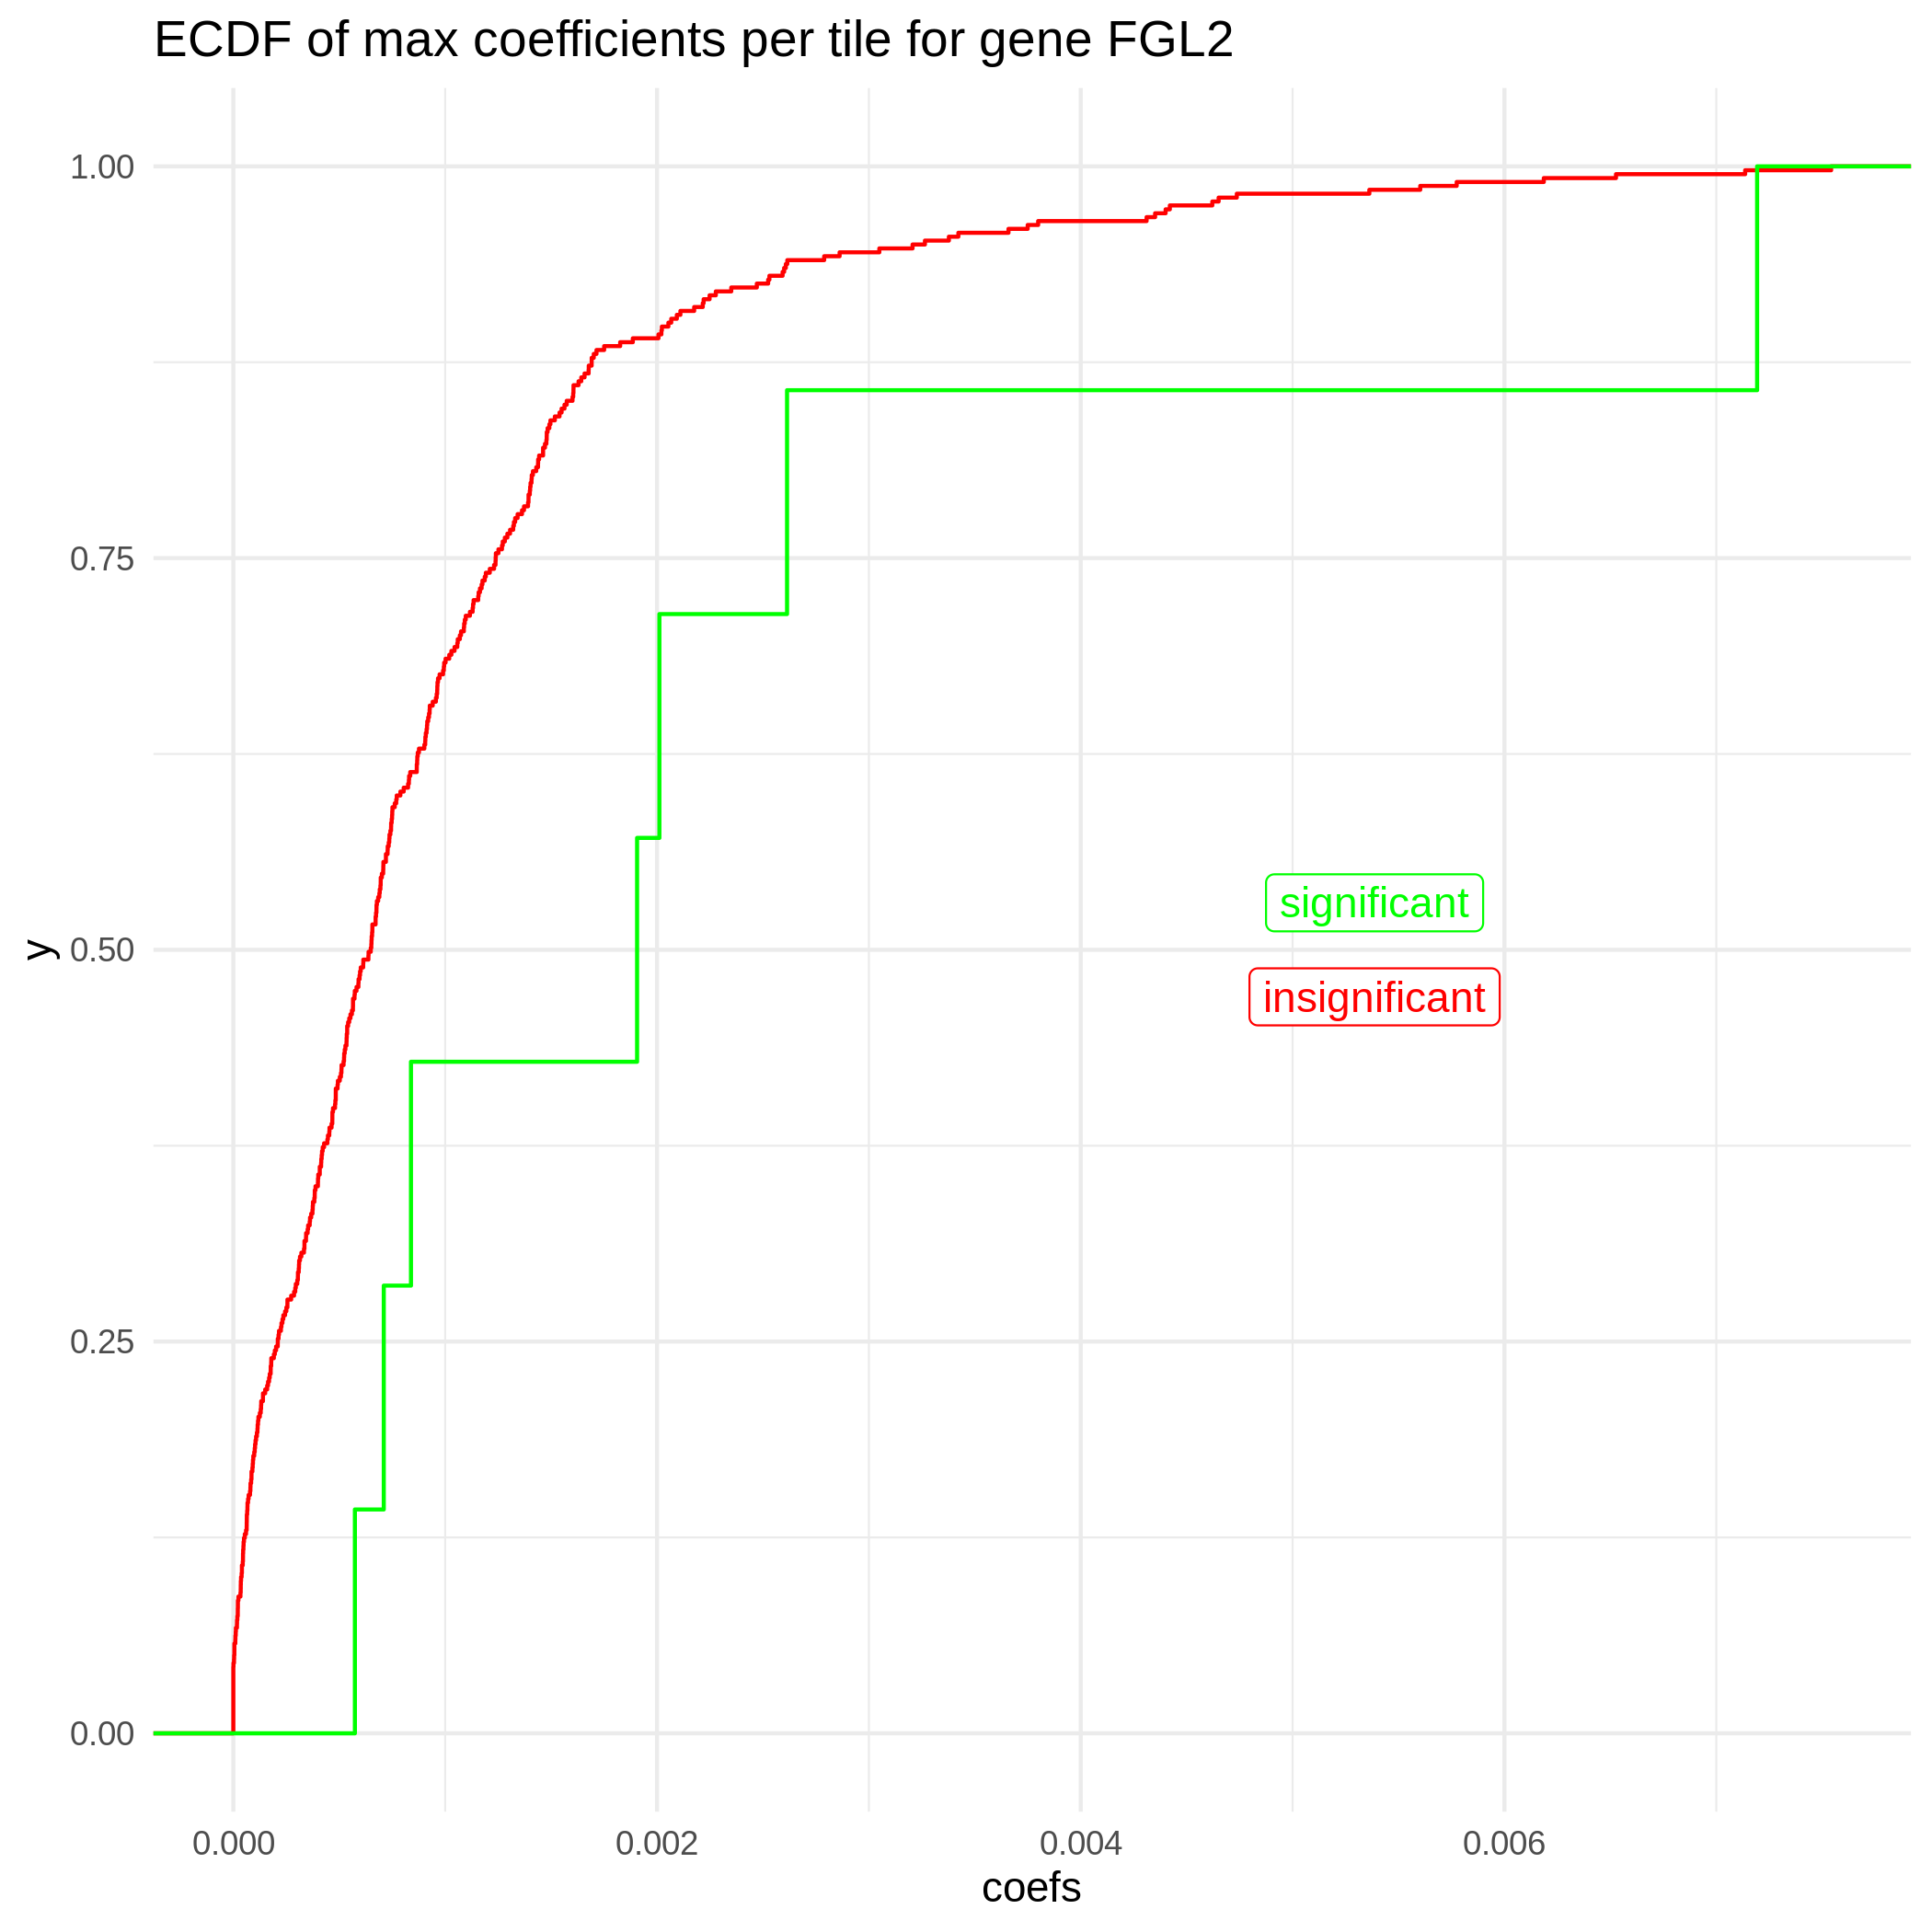 ECDF of max coefficients per tile for gene FGL2
1.00
0.75
0.50
0.25
0.00
y
significant
insignificant
0.000 0.002 0.004 0.006
coefs